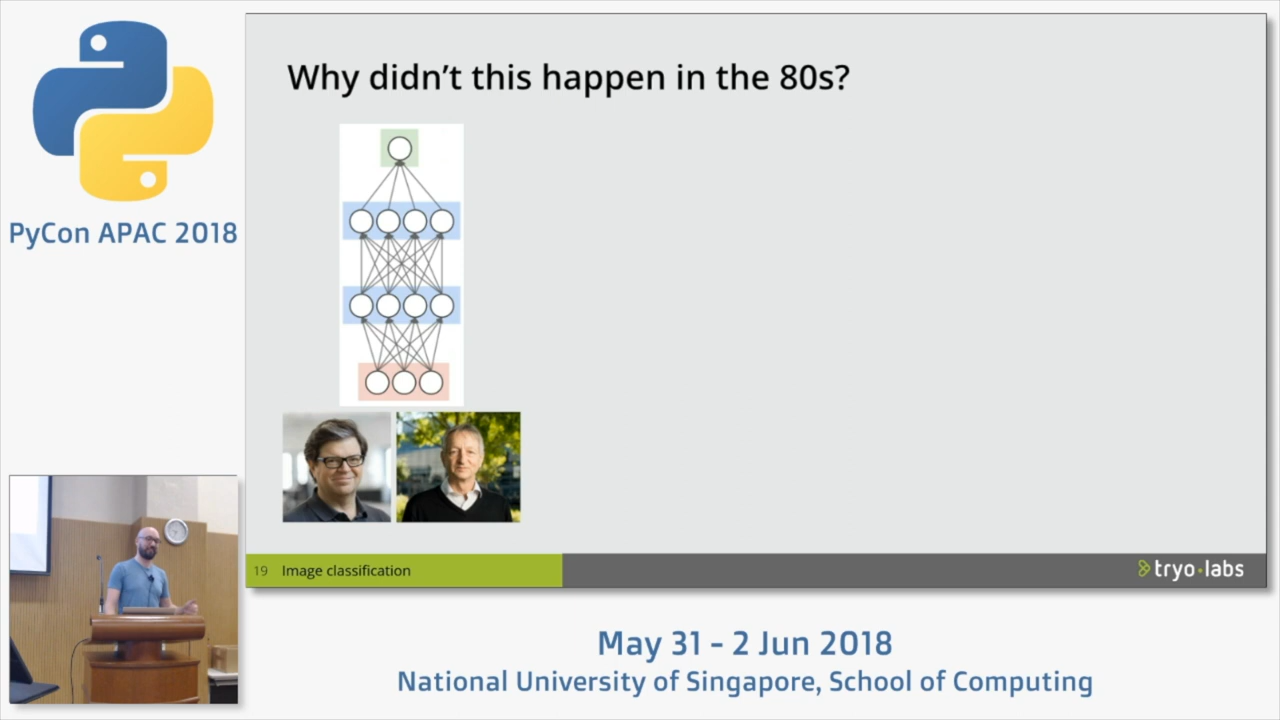 PyCon APAC 2018
Why didn't this happen in the 80s?
19 Image classification
tryo·labs
May 31 - 2 Jun 2018
National University of Singapore, School of Computing